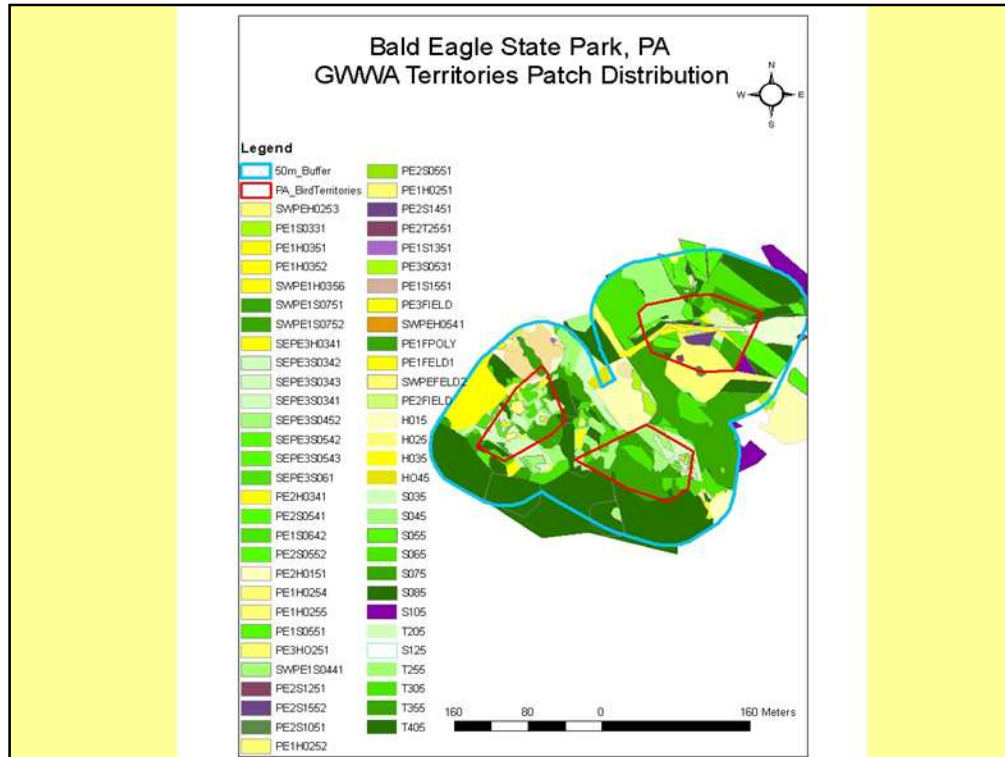 Bald Eagle State Park, PA
GWWA Territories Patch Distribution
N
W E
S
Legend
50m_Buffer
PA_BirdTerritories
SWPEH0253
PE1S0331
PE1H0351
PE1H0352
SWPE1H0356
SWPE1S0751
SWPE1S0752
SEPE3H0341
SEPE3S0342
SEPE3S0343
SEPE3S0341
SEPE3S0452
SEPE3S0542
SEPE3S0543
SEPE3S061
PE2H0341
PE2S0541
PE1S0642
PE2S0552
PE2H0151
PE1H0254
PE1H0255
PE1S0551
PE3HO251
SWPE1S0441
PE2S1251
PE2S1552
PE2S1051
PE1H0252
PE2S0551
PE1H0251
PE2S1451
PE2T2551
PE1S1351
PE3S0531
PE1S1551
PE3FIELD
SWPEH0541
PE1FPOLY
PE1FELD1
SWPEFELD2
PE2FIELD
H015
H025
H035
HO45
S035
S045
S055
S065
S075
S085
S105
T205
S125
T255
T305
T355
T405
160 80 0 160 Meters